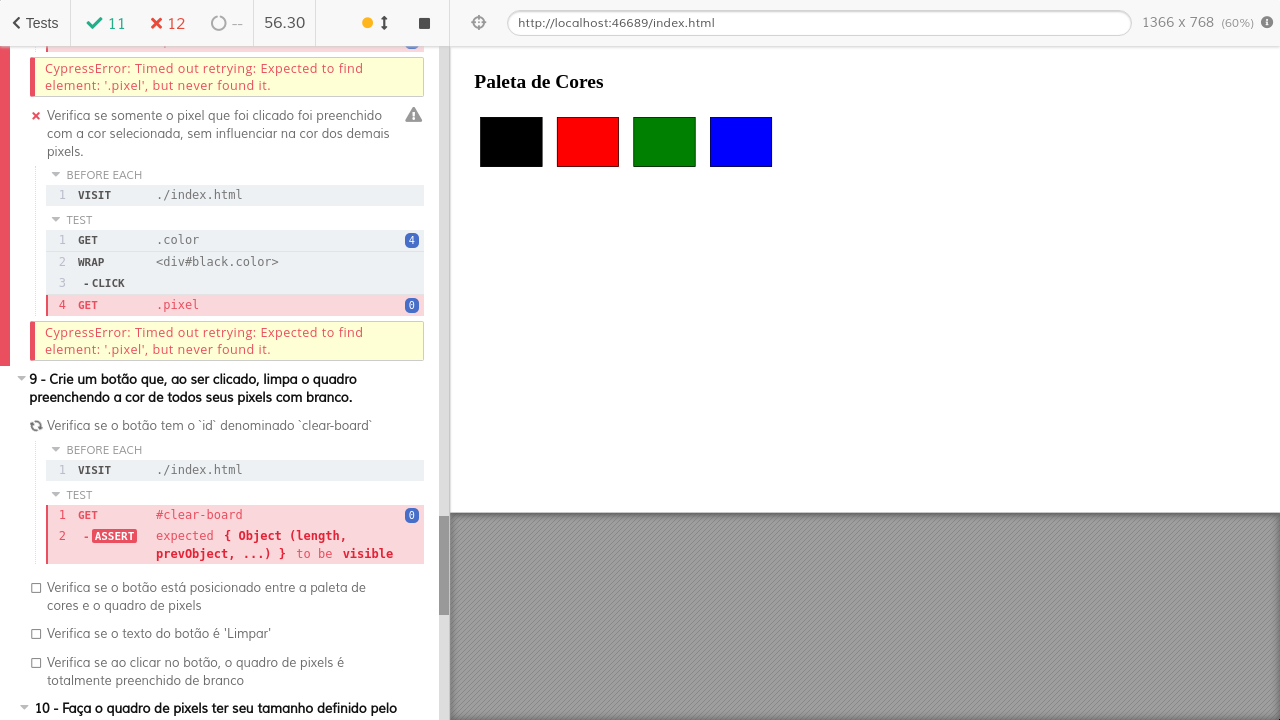 Tests
11
12
--
56.30
http://localhost:46689/index.html
1366 x 768 (60%)
CypressError: Timed out retrying: Expected to find
element: '.pixel', but never found it.
Verifica se somente o pixel que foi clicado foi preenchido
com a cor selecionada, sem influenciar na cor dos demais
pixels.
BEFORE EACH
1 VISIT ./index.html
TEST
1 GET .color 4
2 WRAP <div#black.color>
3 -CLICK
4 GET .pixel 0
CypressError: Timed out retrying: Expected to find
element: '.pixel', but never found it.
9 - Crie um botão que, ao ser clicado, limpa o quadro
preenchendo a cor de todos seus pixels com branco.
Verifica se o botão tem o `id` denominado `clear-board`
BEFORE EACH
1 VISIT ./index.html
TEST
1 GET #clear-board 0
2 -ASSERT expected { Object (length,
prevObject, ...) } to be visible
Verifica se o botão está posicionado entre a paleta de
cores e o quadro de pixels
Verifica se o texto do botão é 'Limpar'
Verifica se ao clicar no botão, o quadro de pixels é
totalmente preenchido de branco
10 - Faça o quadro de pixels ter seu tamanho definido pelo
Paleta de Cores